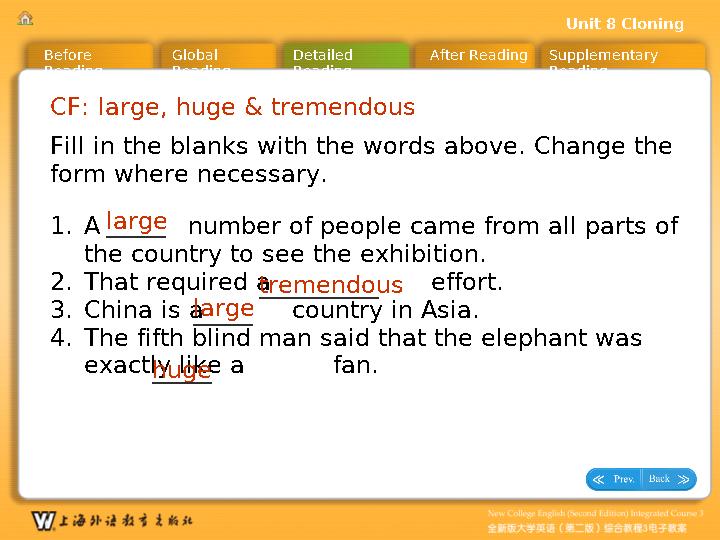 Unit 8 Cloning
Before Reading
Global Reading
Detailed Reading
After Reading
Supplementary Reading
CF: large, huge & tremendous
Fill in the blanks with the words above. Change the
form where necessary.
1. A large number of people came from all parts of
the country to see the exhibition.
2. That required a tremendous effort.
3. China is a large country in Asia.
4. The fifth blind man said that the elephant was
exactly like a huge fan.
Prev. Back
上海外语教育出版社
New College English (Second Edition) Integrated Course 3
全新版大学英语（第二版）综合教程3电子教案